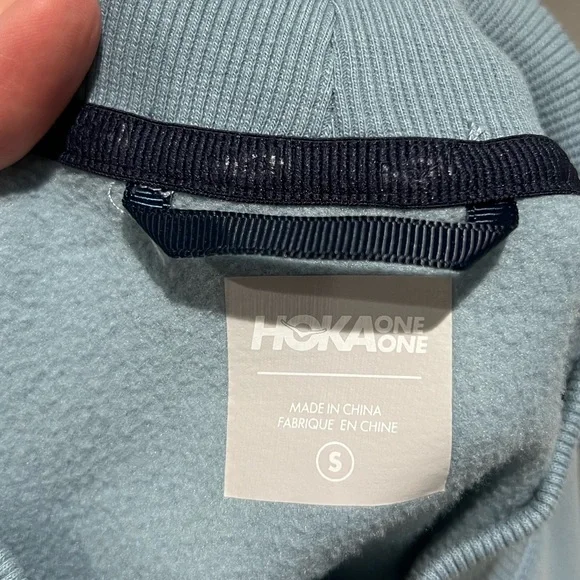 HOKA ONE ONE
MADE IN CHINA
FABRIQUE EN CHINE
S